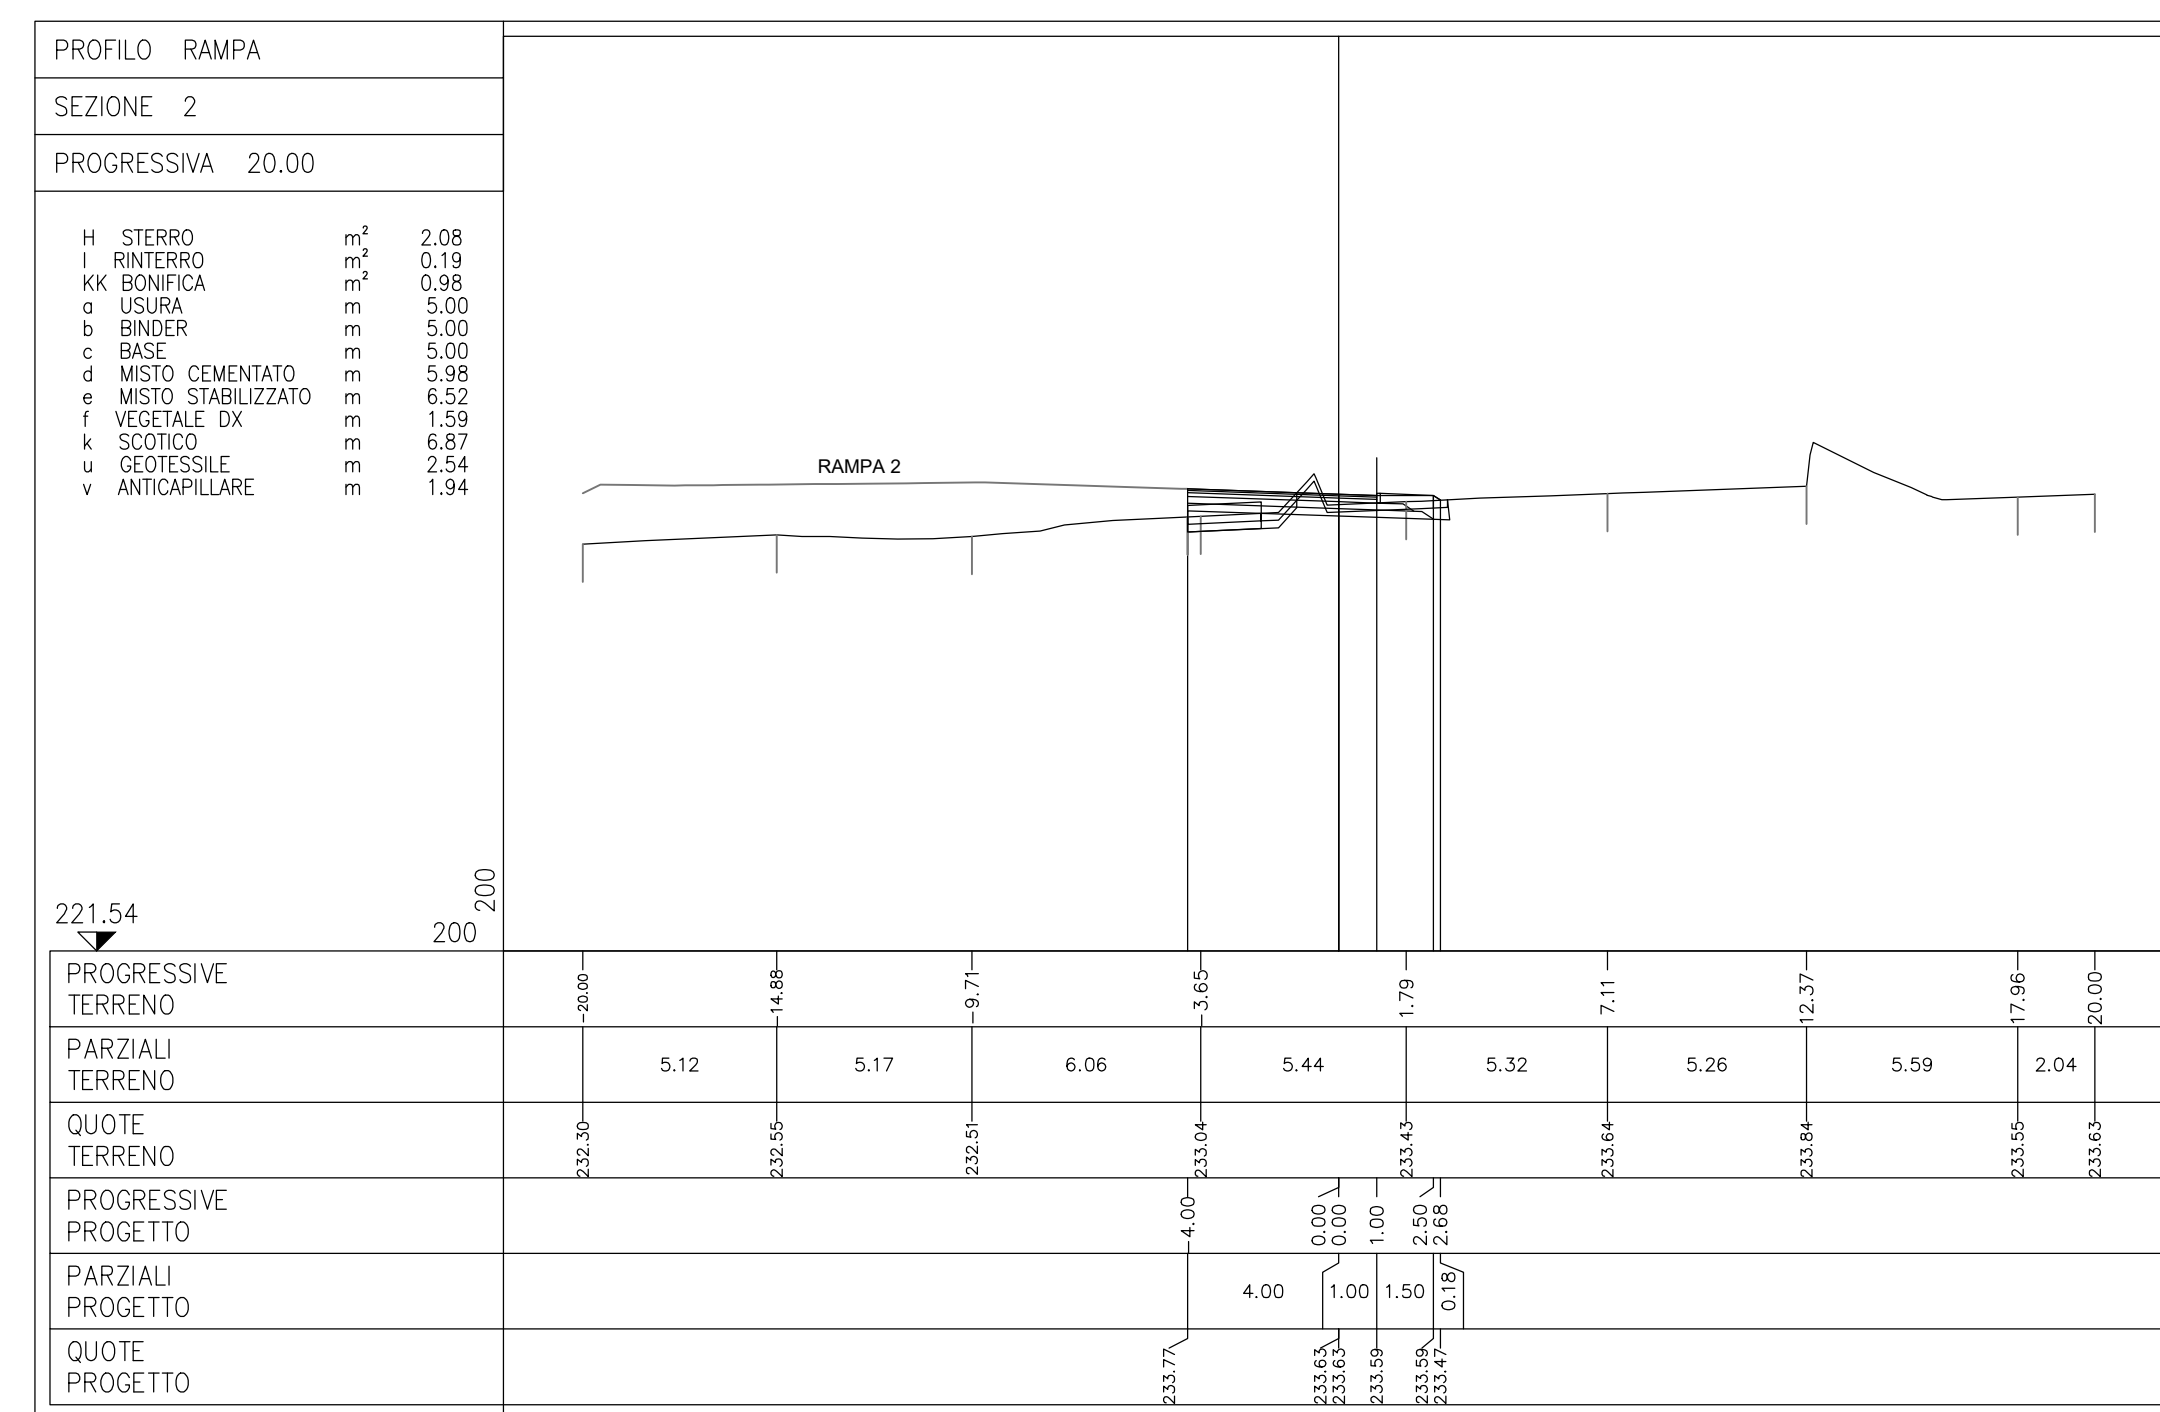 PROFILO RAMPA
SEZIONE 2
PROGRESSIVA 20.00
H STERRO m² 2.08
I RINTERRO m² 0.19
KK BONIFICA m² 0.98
a USURA m 5.00
b BINDER m 5.00
c BASE m 5.00
d MISTO CEMENTATO m 5.98
e MISTO STABILIZZATO m 6.52
f VEGETALE DX m 1.59
k SCOTICO m 6.87
u GEOTESSILE m 2.54
v ANTICAPILLARE m 1.94
RAMPA 2
200
221.54 200
PROGRESSIVE
TERRENO
-20.00 -14.88 -9.71 -3.65 1.79 7.11 12.37 17.96 20.00
PARZIALI
TERRENO
5.12 5.17 6.06 5.44 5.32 5.26 5.59 2.04
QUOTE
TERRENO
232.30 232.55 232.51 233.04 233.43 233.64 233.84 233.55 233.63
PROGRESSIVE
PROGETTO
-4.00 0.00 0.00 1.00 2.50 2.68
PARZIALI
PROGETTO
4.00 1.00 1.50 0.18
QUOTE
PROGETTO
233.77 233.63 233.63 233.59 233.59 233.47